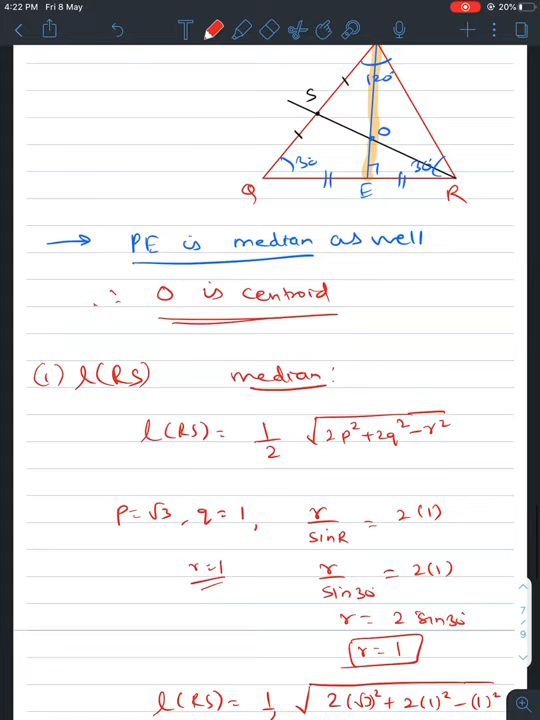 4:22 PM Fri 8 May
20%
120°
S
O
30°
30°
Q
E
R
→ PE is median as well
∴ O is centroid
(i) l(RS) median:
l(RS) = 1/2 √(2p²+2q²-r²)
p=√3, q=1, r/sinR = 2(1)
r=1 r/sin30 = 2(1)
r = 2 sin30
r = 1
l(RS) = 1/2 √(2(√3)²+2(1)²-(1)²)
7/9